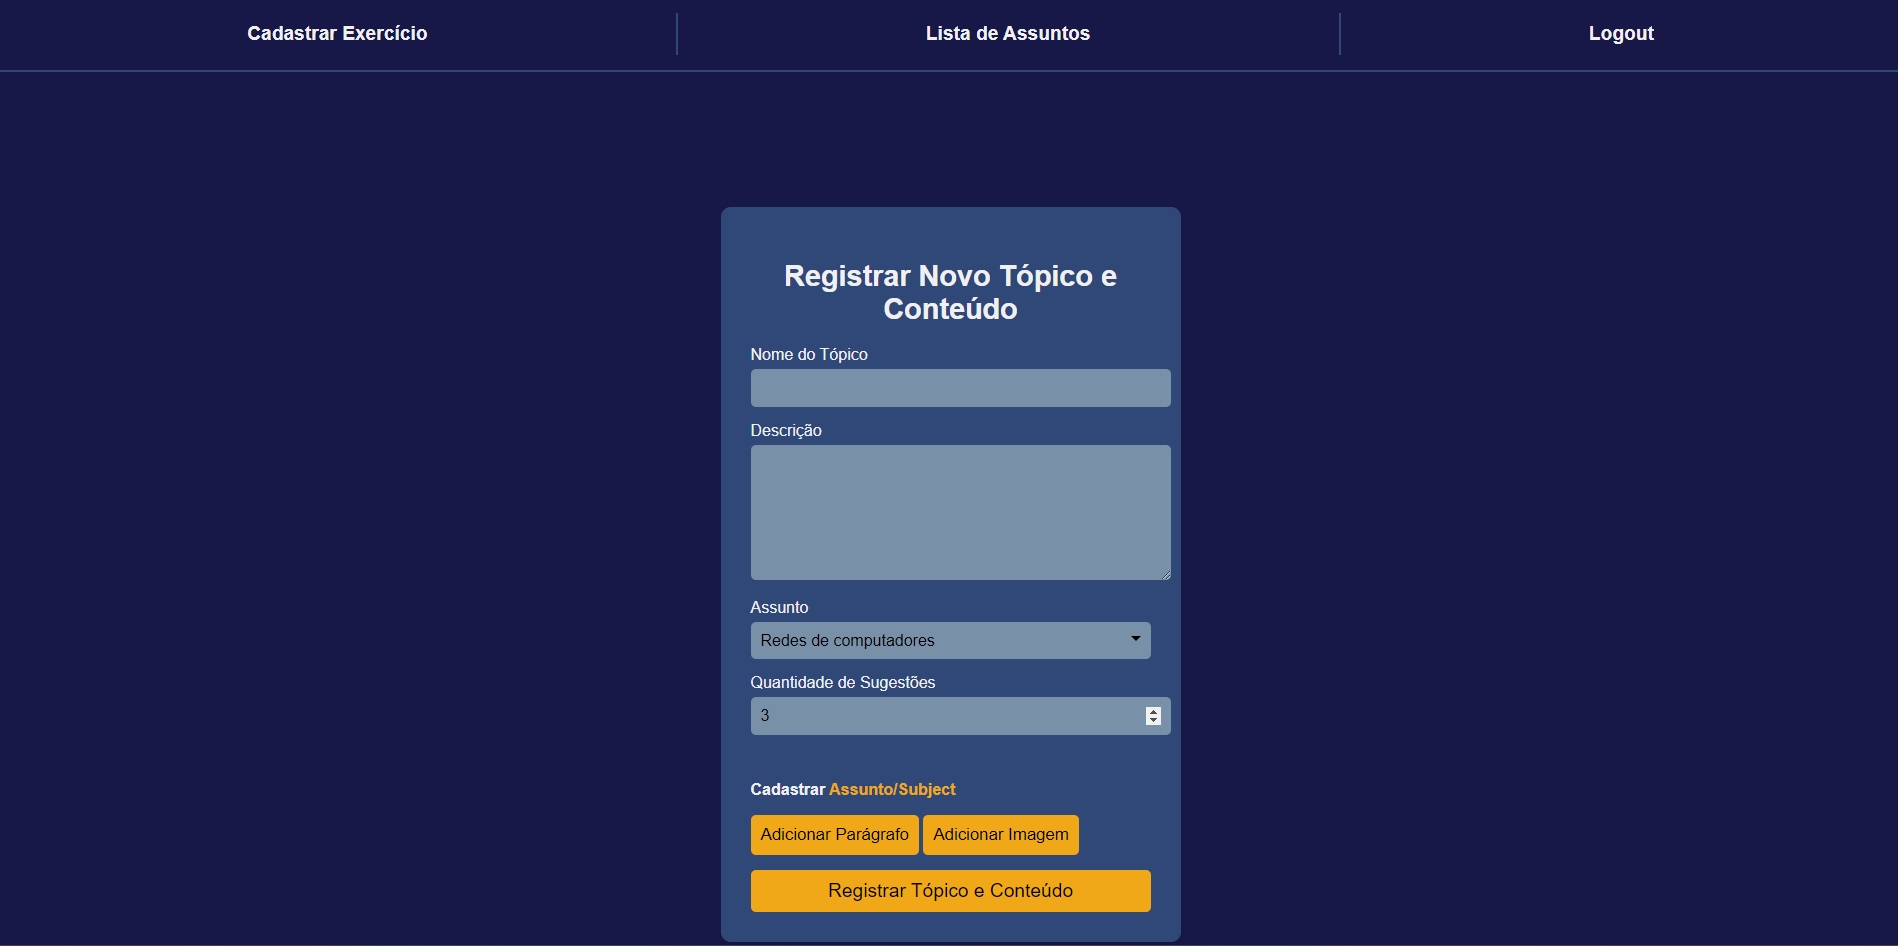 Cadastrar Exercício
Lista de Assuntos
Logout
Registrar Novo Tópico e
Conteúdo
Nome do Tópico
Descrição
Assunto
Redes de computadores
Quantidade de Sugestões
3
Cadastrar Assunto/Subject
Adicionar Parágrafo
Adicionar Imagem
Registrar Tópico e Conteúdo